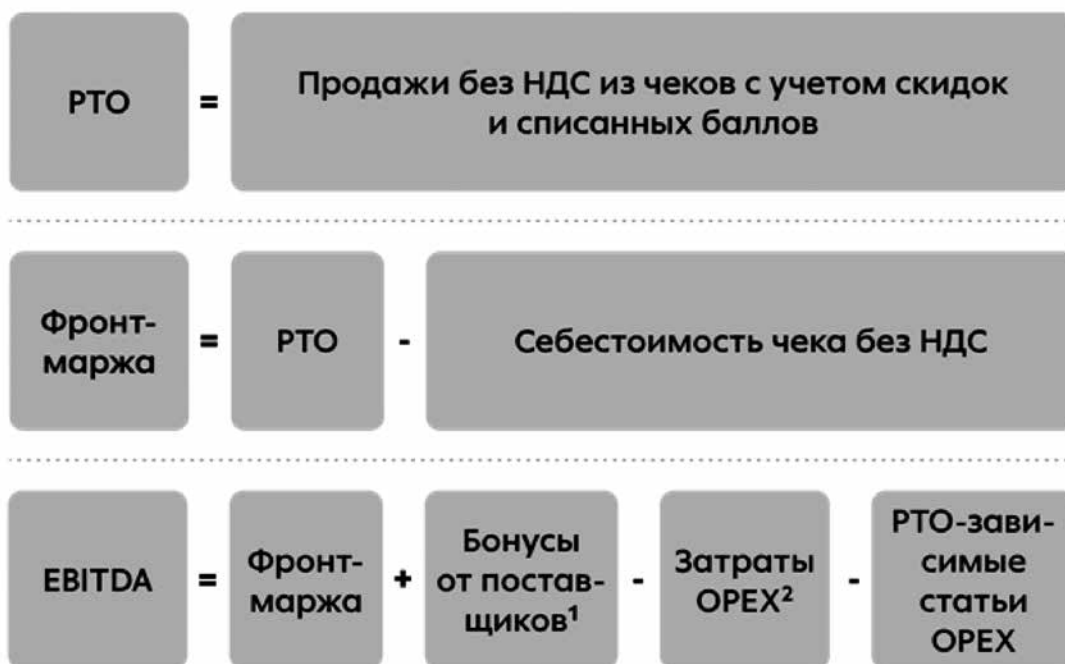 РТО = Продажи без НДС из чеков с учетом скидок
и списанных баллов
Фронт-
маржа = РТО - Себестоимость чека без НДС
EBITDA = Фронт-
маржа + Бонусы
от постав-
щиков¹ - Затраты
OPEX² - РТО-зави-
симые
статьи
OPEX